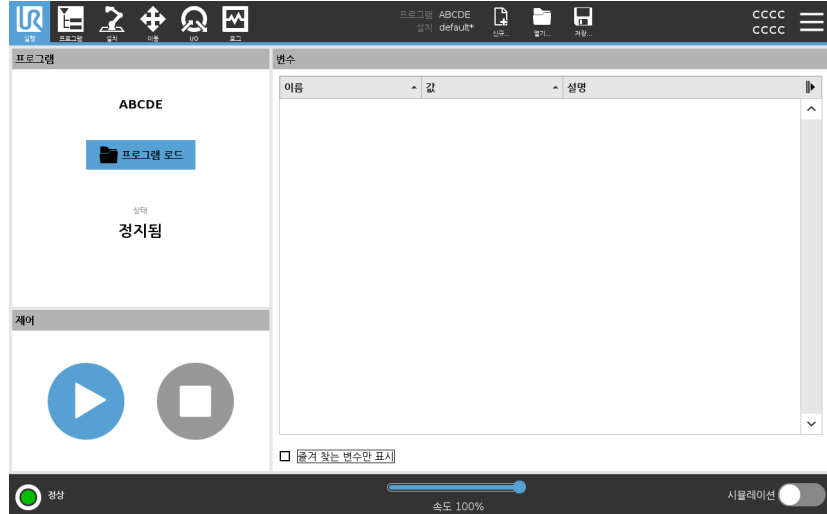 UR
실행
프로그램
설치
이동
I/O
로그
프로그램 ABCDE
설치 default*
신규...
열기...
저장...
CCCC
CCCC
프로그램
ABCDE
프로그램 로드
상태
정지됨
제어
변수
이름 값 설명
즐겨 찾는 변수만 표시
정상
속도 100%
시뮬레이션